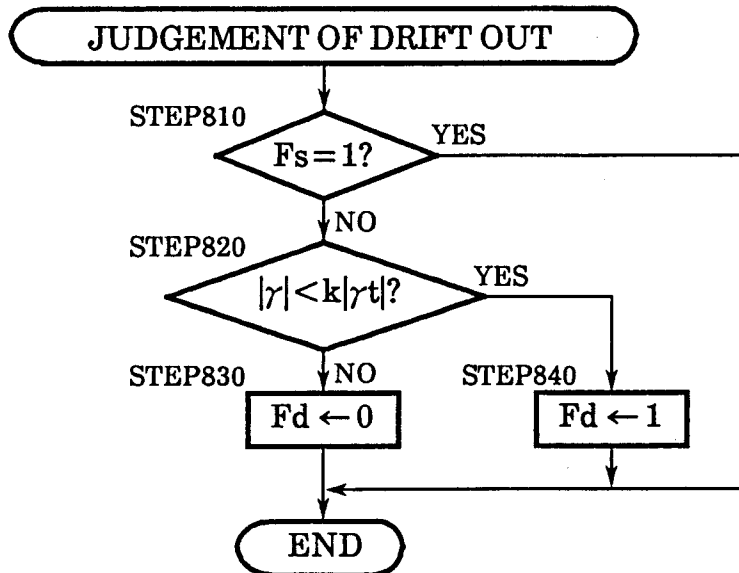 JUDGEMENT OF DRIFT OUT
STEP810
YES
Fs=1?
NO
STEP820
YES
|γ|<k|γt|?
STEP830
NO
STEP840
Fd ← 0
Fd ← 1
END